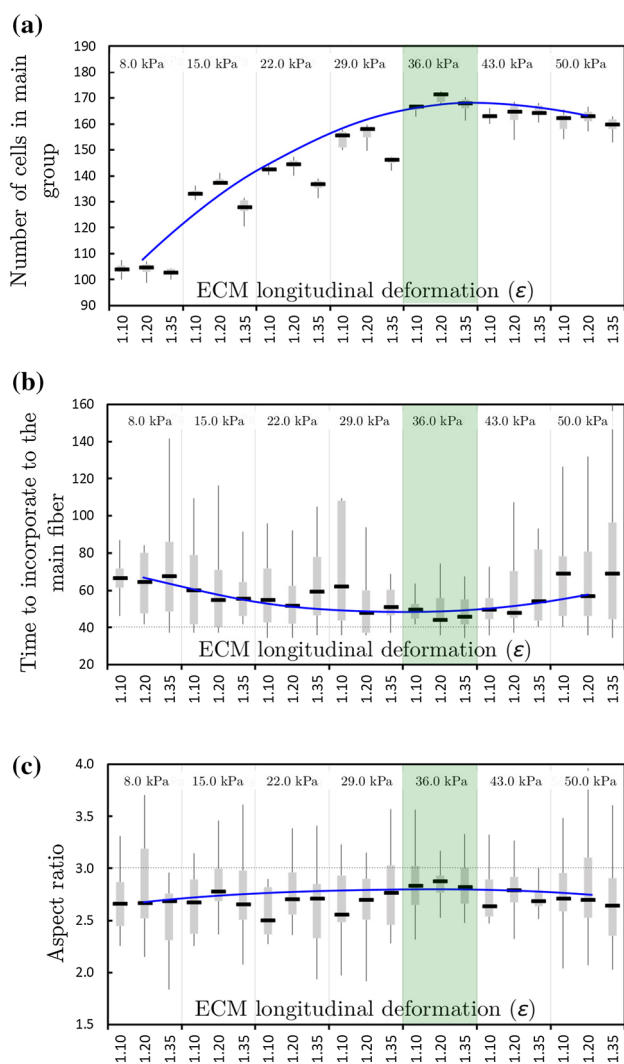 (a)
Number of cells in main
group
190
180
170
160
150
140
130
120
110
100
90
8.0 kPa 15.0 kPa 22.0 kPa 29.0 kPa 36.0 kPa 43.0 kPa 50.0 kPa
ECM longitudinal deformation (ε)
1.10 1.20 1.35 1.10 1.20 1.35 1.10 1.20 1.35 1.10 1.20 1.35 1.10 1.20 1.35 1.10 1.20 1.35 1.10 1.20 1.35
(b)
Time to incorporate to the
main fiber
160
140
120
100
80
60
40
20
8.0 kPa 15.0 kPa 22.0 kPa 29.0 kPa 36.0 kPa 43.0 kPa 50.0 kPa
ECM longitudinal deformation (ε)
1.10 1.20 1.35 1.10 1.20 1.35 1.10 1.20 1.35 1.10 1.20 1.35 1.10 1.20 1.35 1.10 1.20 1.35 1.10 1.20 1.35
(c)
Aspect ratio
4.0
3.5
3.0
2.5
2.0
1.5
8.0 kPa 15.0 kPa 22.0 kPa 29.0 kPa 36.0 kPa 43.0 kPa 50.0 kPa
ECM longitudinal deformation (ε)
1.10 1.20 1.35 1.10 1.20 1.35 1.10 1.20 1.35 1.10 1.20 1.35 1.10 1.20 1.35 1.10 1.20 1.35 1.10 1.20 1.35